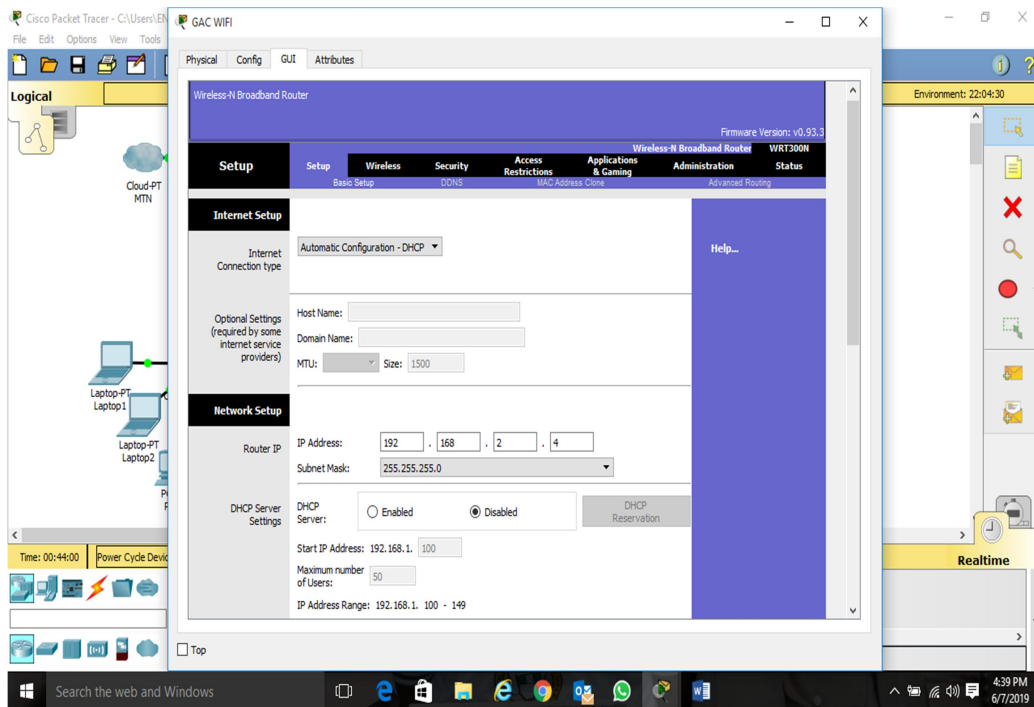 Cisco Packet Tracer - C:\Users\EN
File Edit Options View Tools
GAC WIFI
Physical Config GUI Attributes
Logical
Environment: 22:04:30
Wireless-N Broadband Router
Firmware Version: v0.93.3
Wireless-N Broadband Router WRT300N
Setup
Setup Wireless Security Access Restrictions Applications & Gaming Administration Status
Basic Setup DDNS MAC Address Clone Advanced Routing
Cloud-PT
MTN
Internet Setup
Internet
Connection type
Automatic Configuration - DHCP
Help...
Optional Settings
(required by some
internet service
providers)
Host Name:
Domain Name:
MTU: Size: 1500
Laptop-PT
Laptop1
Laptop-PT
Laptop2
Network Setup
Router IP
IP Address: 192 . 168 . 2 . 4
Subnet Mask: 255.255.255.0
DHCP Server
Settings
DHCP
Server:
Enabled Disabled
DHCP
Reservation
Start IP Address: 192.168.1. 100
Maximum number
of Users: 50
IP Address Range: 192.168.1. 100 - 149
Time: 00:44:00 Power Cycle Devic
Realtime
Top
Search the web and Windows
4:39 PM
6/7/2019